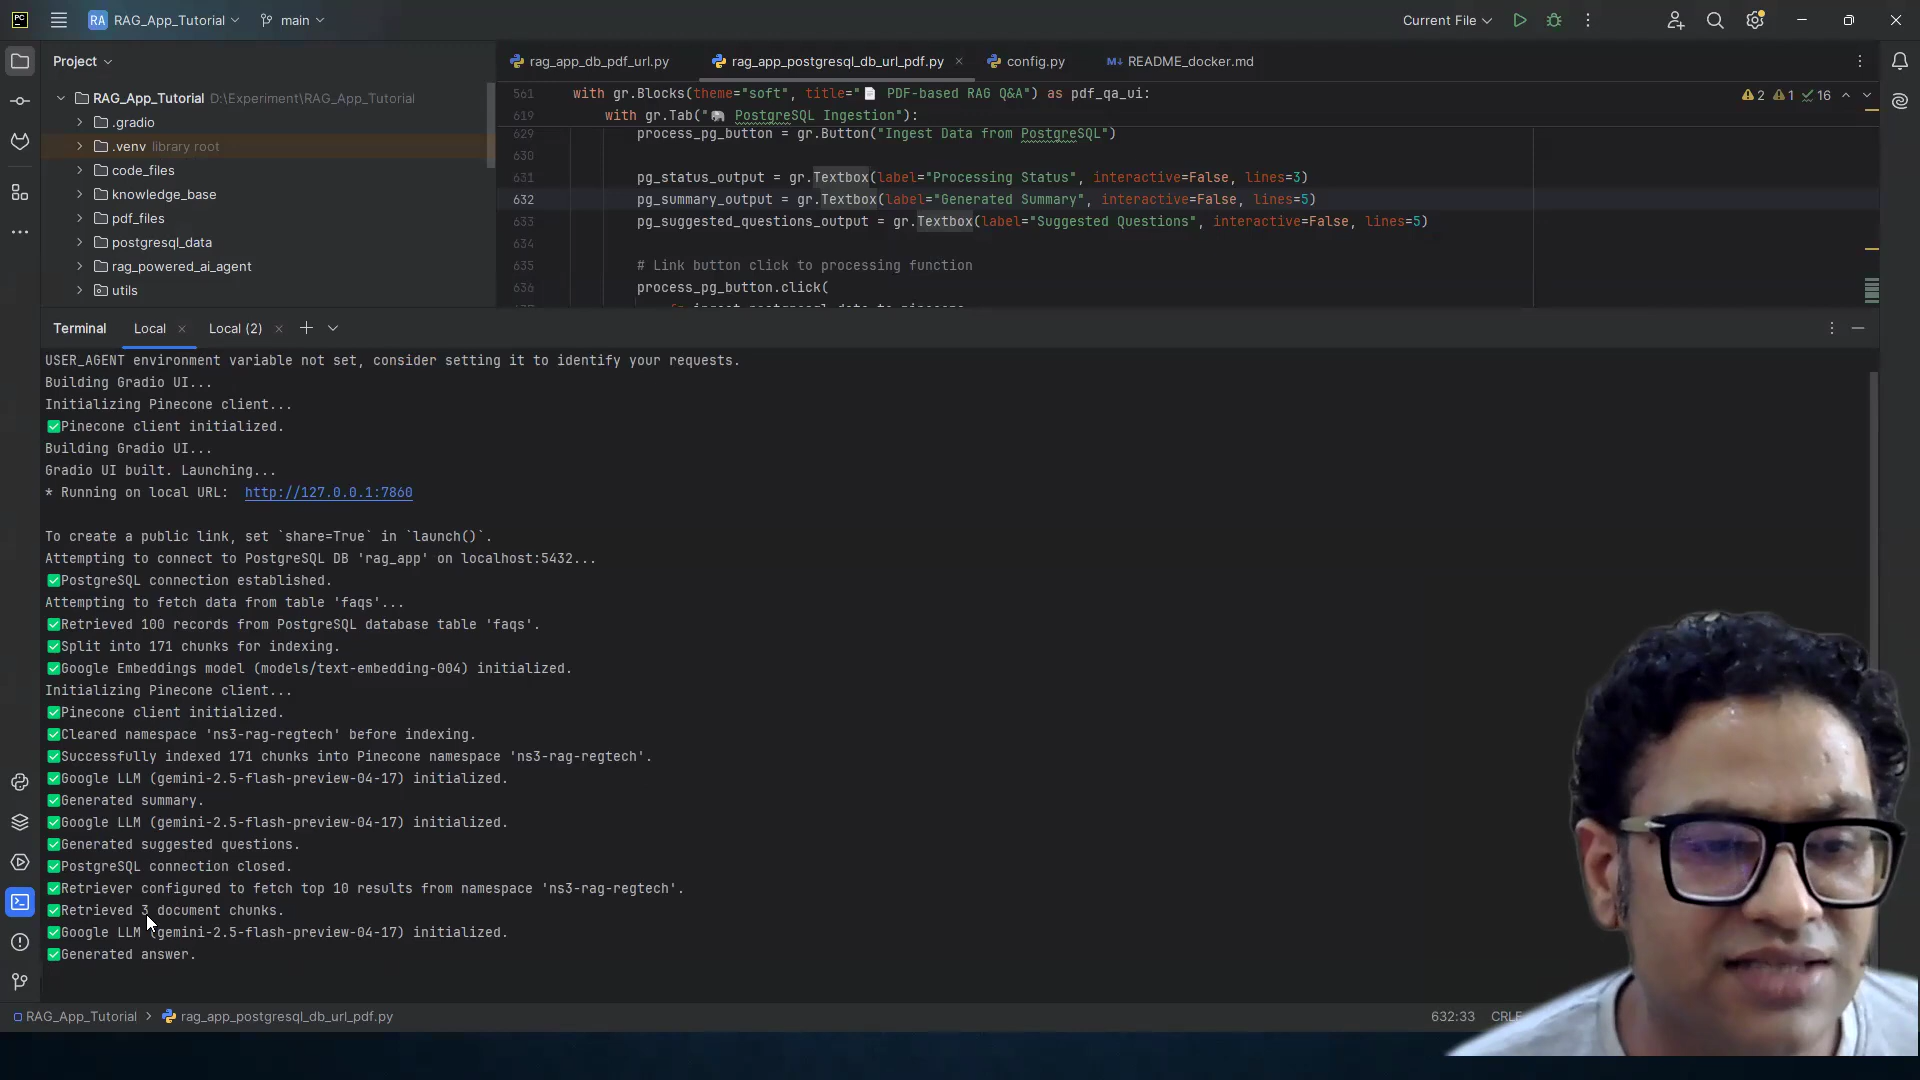 PC
RA RAG_App_Tutorial
main
Current File
Project
rag_app_db_pdf_url.py
rag_app_postgresql_db_url_pdf.py
config.py
README_docker.md
RAG_App_Tutorial D:\Experiment\RAG_App_Tutorial
.gradio
.venv library root
code_files
knowledge_base
pdf_files
postgresql_data
rag_powered_ai_agent
utils
2 1 16
561 with gr.Blocks(theme="soft", title="📄 PDF-based RAG Q&A") as pdf_qa_ui:
619 with gr.Tab("🐘 PostgreSQL Ingestion"):
629 process_pg_button = gr.Button("Ingest Data from PostgreSQL")
630
631 pg_status_output = gr.Textbox(label="Processing Status", interactive=False, lines=3)
632 pg_summary_output = gr.Textbox(label="Generated Summary", interactive=False, lines=5)
633 pg_suggested_questions_output = gr.Textbox(label="Suggested Questions", interactive=False, lines=5)
634
635 # Link button click to processing function
636 process_pg_button.click(
Terminal Local Local (2)
USER_AGENT environment variable not set, consider setting it to identify your requests.
Building Gradio UI...
Initializing Pinecone client...
✅Pinecone client initialized.
Building Gradio UI...
Gradio UI built. Launching...
* Running on local URL: http://127.0.0.1:7860
To create a public link, set `share=True` in `launch()`.
Attempting to connect to PostgreSQL DB 'rag_app' on localhost:5432...
✅PostgreSQL connection established.
Attempting to fetch data from table 'faqs'...
✅Retrieved 100 records from PostgreSQL database table 'faqs'.
✅Split into 171 chunks for indexing.
✅Google Embeddings model (models/text-embedding-004) initialized.
Initializing Pinecone client...
✅Pinecone client initialized.
✅Cleared namespace 'ns3-rag-regtech' before indexing.
✅Successfully indexed 171 chunks into Pinecone namespace 'ns3-rag-regtech'.
✅Google LLM (gemini-2.5-flash-preview-04-17) initialized.
✅Generated summary.
✅Google LLM (gemini-2.5-flash-preview-04-17) initialized.
✅Generated suggested questions.
✅PostgreSQL connection closed.
✅Retriever configured to fetch top 10 results from namespace 'ns3-rag-regtech'.
✅Retrieved 3 document chunks.
✅Google LLM (gemini-2.5-flash-preview-04-17) initialized.
✅Generated answer.
RAG_App_Tutorial > rag_app_postgresql_db_url_pdf.py
632:33 CRLF